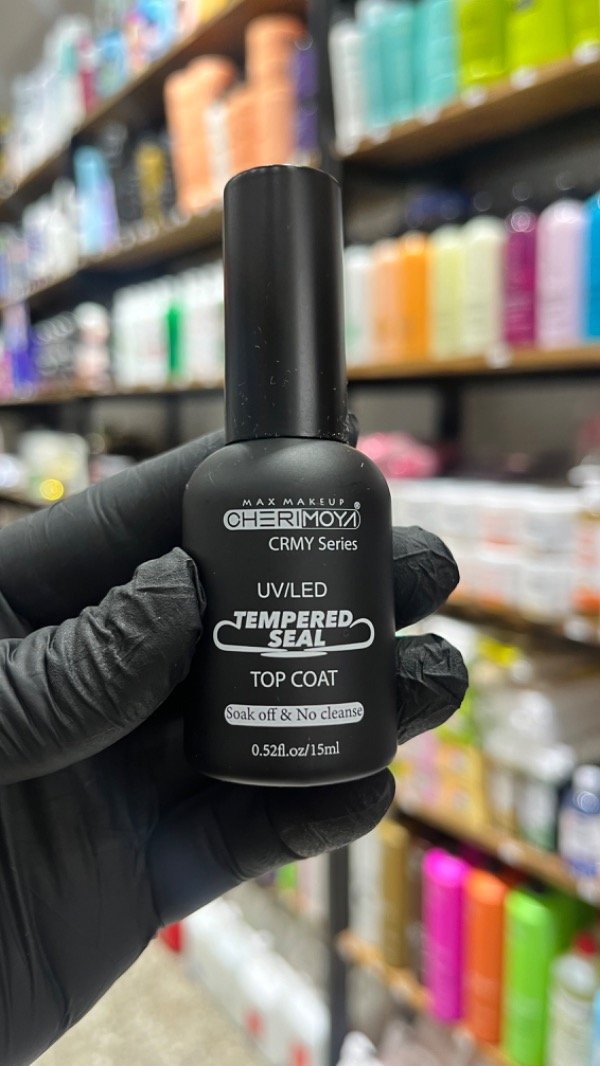 MAX MAKEUP
CHERIMOYA®
CRMY Series
UV/LED
TEMPERED
SEAL
TOP COAT
Soak off & No cleanse
0.52fl.oz/15ml